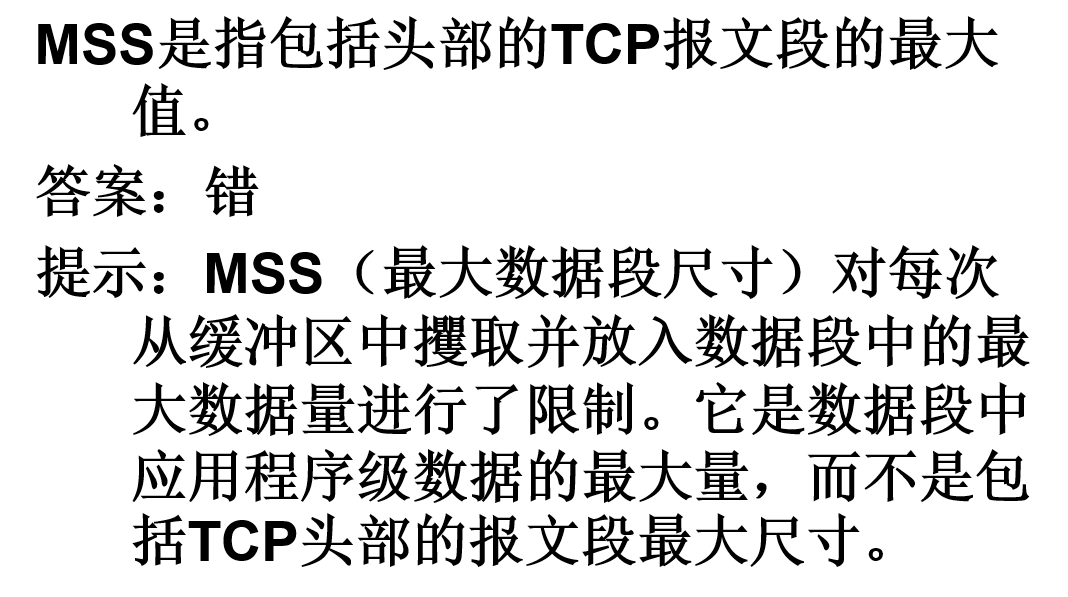 MSS是指包括头部的TCP报文段的最大
值。
答案：错
提示：MSS（最大数据段尺寸）对每次
从缓冲区中攫取并放入数据段中的最
大数据量进行了限制。它是数据段中
应用程序级数据的最大量，而不是包
括TCP头部的报文段最大尺寸。